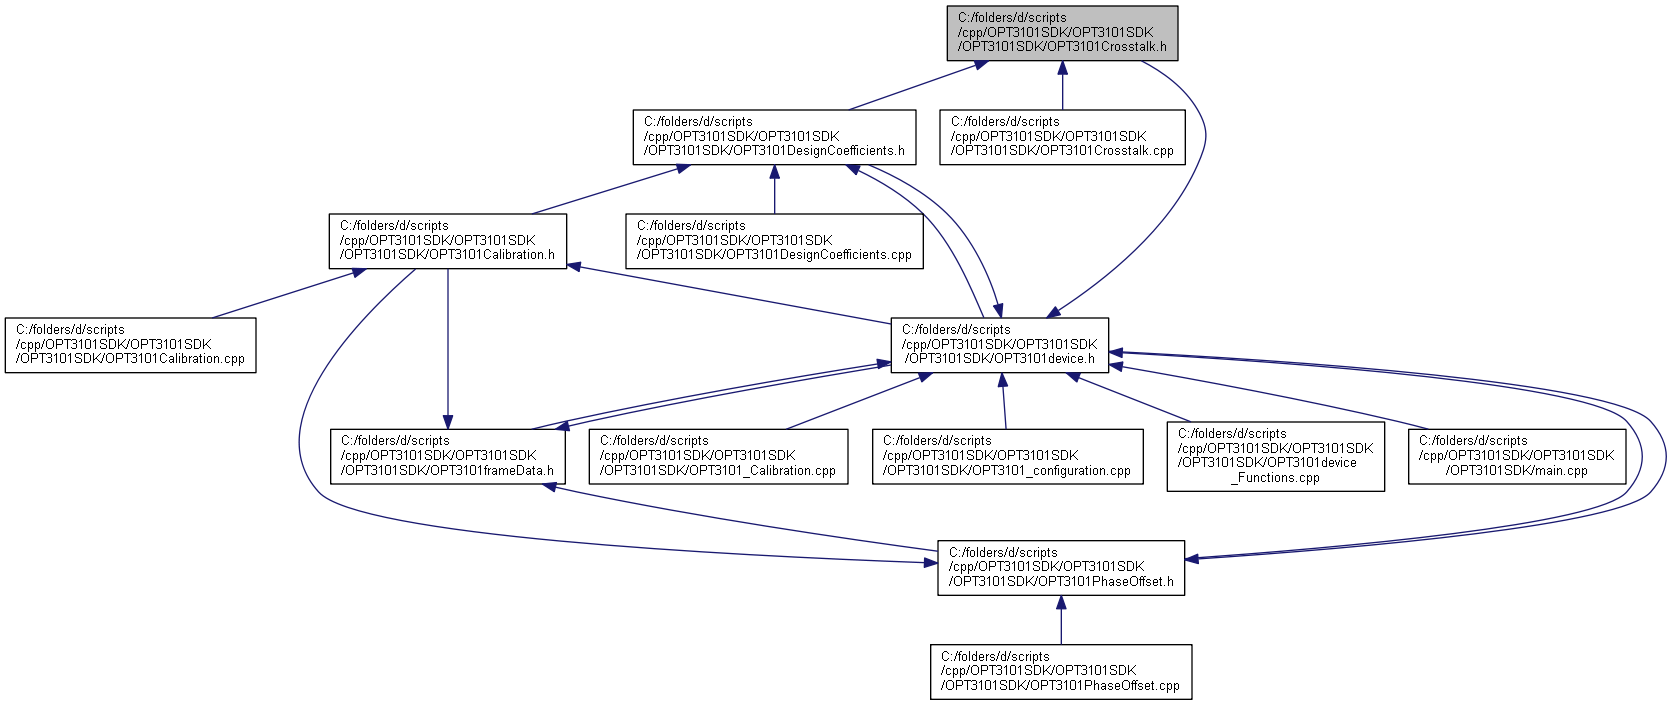 C:/folders/d/scripts
/cpp/OPT3101SDK/OPT3101SDK
/OPT3101SDK/OPT3101Crosstalk.h
C:/folders/d/scripts
/cpp/OPT3101SDK/OPT3101SDK
/OPT3101SDK/OPT3101DesignCoefficients.h
C:/folders/d/scripts
/cpp/OPT3101SDK/OPT3101SDK
/OPT3101SDK/OPT3101Crosstalk.cpp
C:/folders/d/scripts
/cpp/OPT3101SDK/OPT3101SDK
/OPT3101SDK/OPT3101Calibration.h
C:/folders/d/scripts
/cpp/OPT3101SDK/OPT3101SDK
/OPT3101SDK/OPT3101DesignCoefficients.cpp
C:/folders/d/scripts
/cpp/OPT3101SDK/OPT3101SDK
/OPT3101SDK/OPT3101Calibration.cpp
C:/folders/d/scripts
/cpp/OPT3101SDK/OPT3101SDK
/OPT3101SDK/OPT3101device.h
C:/folders/d/scripts
/cpp/OPT3101SDK/OPT3101SDK
/OPT3101SDK/OPT3101frameData.h
C:/folders/d/scripts
/cpp/OPT3101SDK/OPT3101SDK
/OPT3101SDK/OPT3101_Calibration.cpp
C:/folders/d/scripts
/cpp/OPT3101SDK/OPT3101SDK
/OPT3101SDK/OPT3101_configuration.cpp
C:/folders/d/scripts
/cpp/OPT3101SDK/OPT3101SDK
/OPT3101SDK/OPT3101device
_Functions.cpp
C:/folders/d/scripts
/cpp/OPT3101SDK/OPT3101SDK
/OPT3101SDK/main.cpp
C:/folders/d/scripts
/cpp/OPT3101SDK/OPT3101SDK
/OPT3101SDK/OPT3101PhaseOffset.h
C:/folders/d/scripts
/cpp/OPT3101SDK/OPT3101SDK
/OPT3101SDK/OPT3101PhaseOffset.cpp